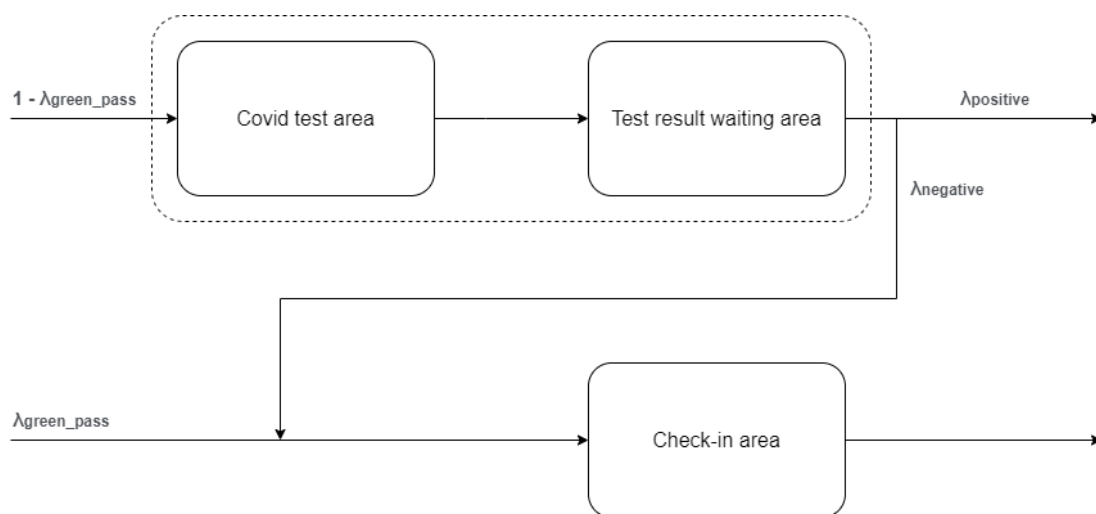 1 - λgreen_pass
Covid test area
Test result waiting area
λpositive
λnegative
λgreen_pass
Check-in area